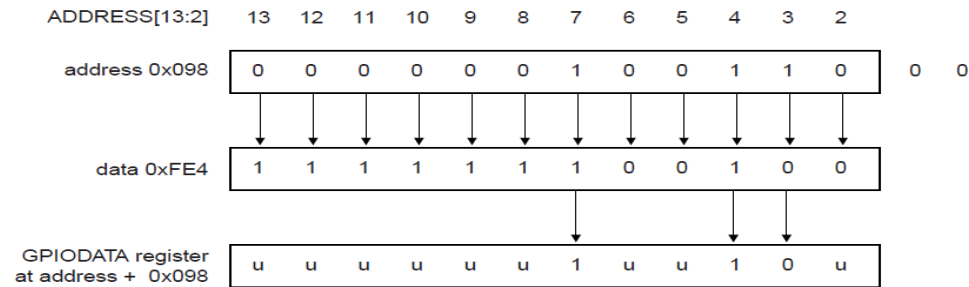 ADDRESS[13:2] 13 12 11 10 9 8 7 6 5 4 3 2
address 0x098 0 0 0 0 0 0 1 0 0 1 1 0 0 0
data 0xFE4 1 1 1 1 1 1 1 0 0 1 0 0
GPIODATA register
at address + 0x098 u u u u u u 1 u u 1 0 u